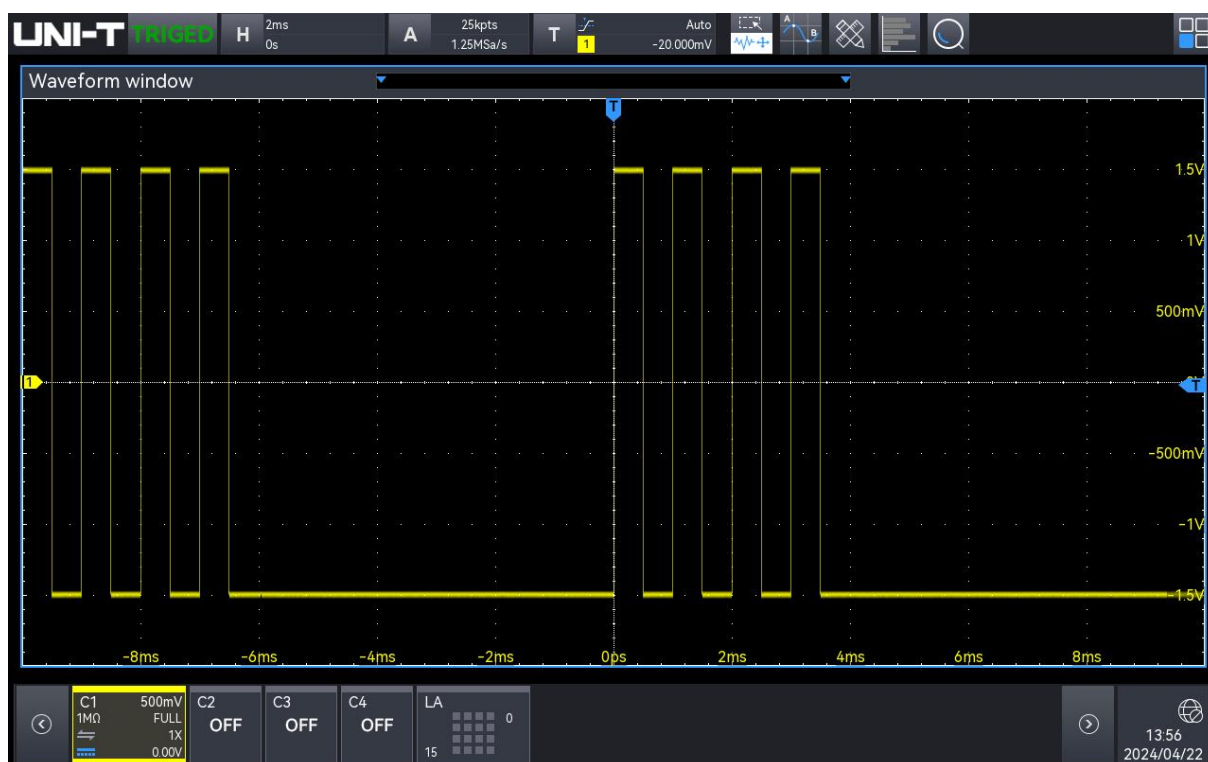 UNI-T TRIGED H 2ms 0s A 25kpts 1.25MS/s T 1 Auto -20.000mV A B
Waveform window
T
1.5V
1V
500mV
1
T
-500mV
-1V
-1.5V
-8ms -6ms -4ms -2ms 0ps 2ms 4ms 6ms 8ms
C1 500mV C2 C3 C4 LA
1MΩ FULL OFF OFF OFF 0
1X
0.00V 15
13:56
2024/04/22